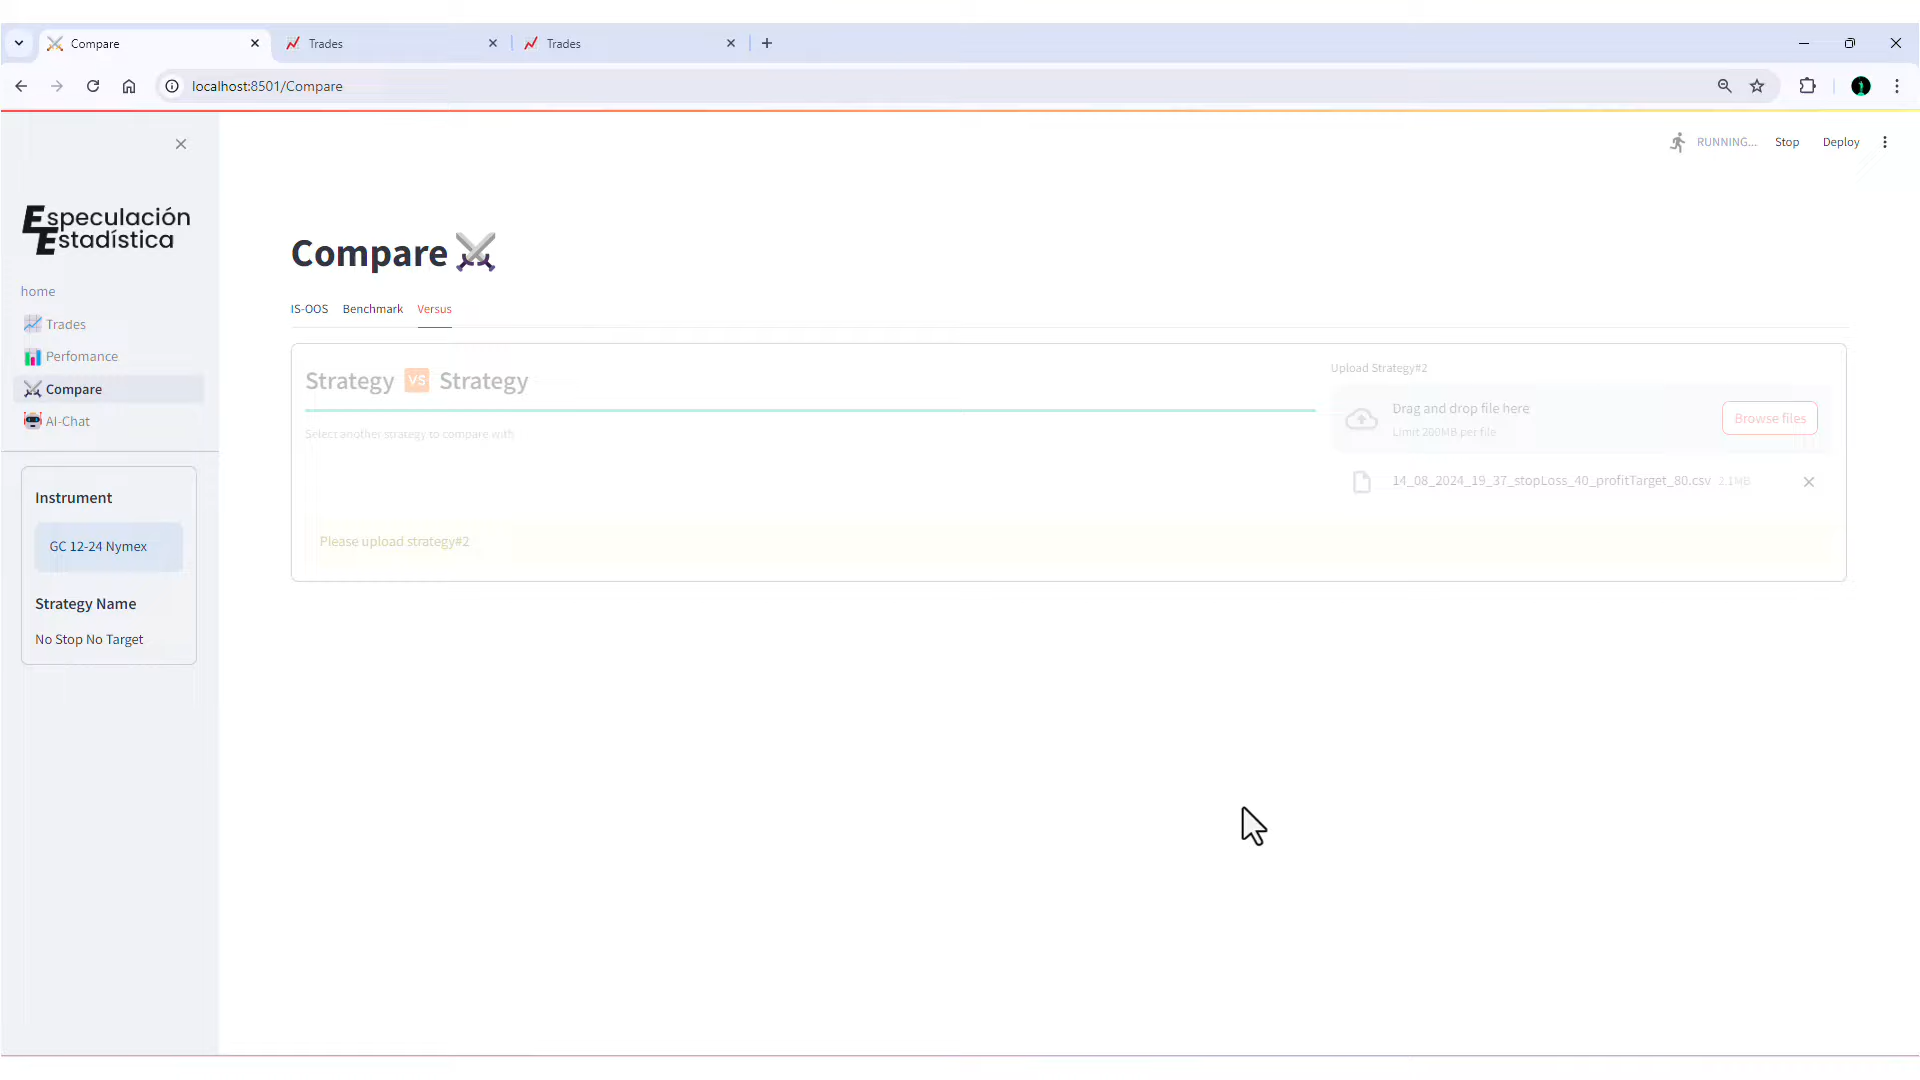 Compare
Trades
Trades
localhost:8501/Compare
RUNNING...
Stop
Deploy
Especulación
Estadística
home
Trades
Perfomance
Compare
AI-Chat
Instrument
GC 12-24 Nymex
Strategy Name
No Stop No Target
Compare
IS-OOS Benchmark Versus
Strategy VS Strategy
Select another strategy to compare with
Upload Strategy#2
Drag and drop file here
Limit 200MB per file
Browse files
14_08_2024_19_37_stopLoss_40_profitTarget_80.csv 2.1MB
Please upload strategy#2